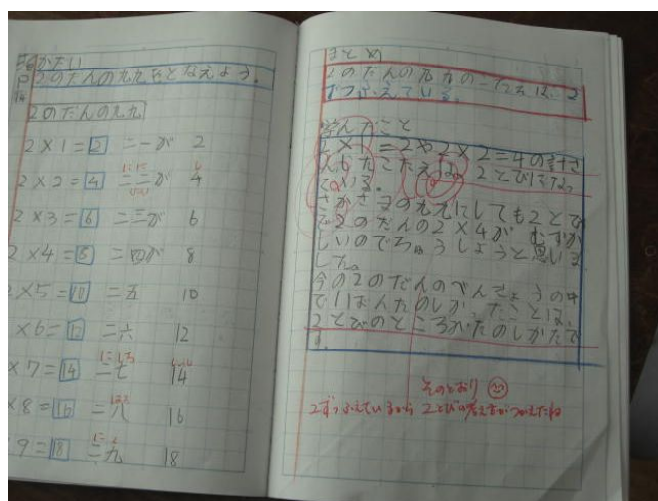 2のだんの九九をとなえよう。
2のだんの九九
2×1=2 二一が 2
2×2=4 二二が 4
2×3=6 二三が 6
2×4=8 二四が 8
2×5=10 二五 10
×6=12 二六 12
×7=14 二七 14
×8=16 二八 16
9=18 二九 18
まとめ
2のだんの九九の一つ分は、2
ずつふえている。
学んだこと
2×1=2や2×2=4の計さ
んしたこたえは、2とびになっ
ている。
さかさまの九九にしても2とび
で2のだんの2×4が むずか
しいのでちゅうしようと思いま
した。
今の2のだんのべんきょうの中
でいちばんたのしかったことは、
2とびのところがたのしかたで
す。
そのとおり
2ずつふえているから 2とびの考え方がつかえたね